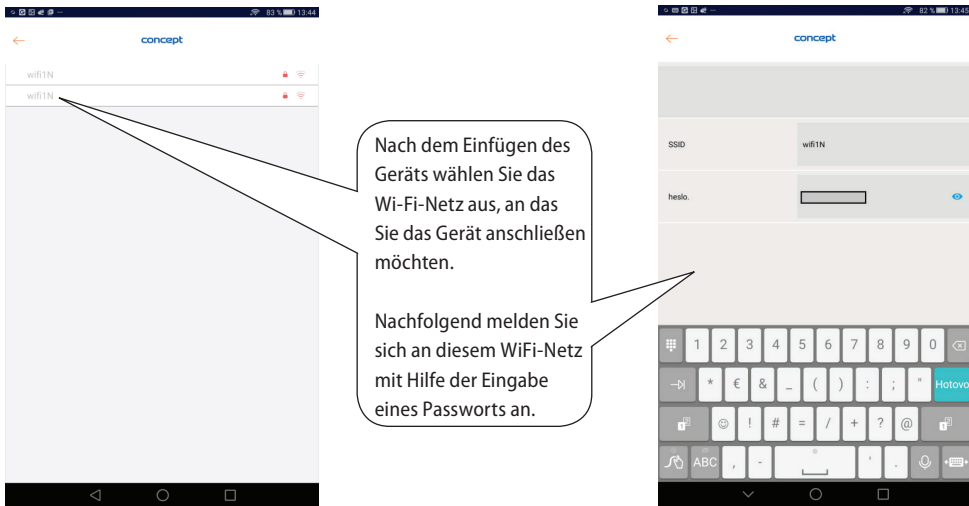 83 % 13:44
concept
wifi1N
wifi1N
Nach dem Einfügen des
Geräts wählen Sie das
Wi-Fi-Netz aus, an das
Sie das Gerät anschließen
möchten.
Nachfolgend melden Sie
sich an diesem WiFi-Netz
mit Hilfe der Eingabe
eines Passworts an.
82 % 13:45
concept
SSID wifi1N
heslo.
1 2 3 4 5 6 7 8 9 0
* € & _ ( ) : ; " Hotovo
! # = / + ? @
ABC , - ' .